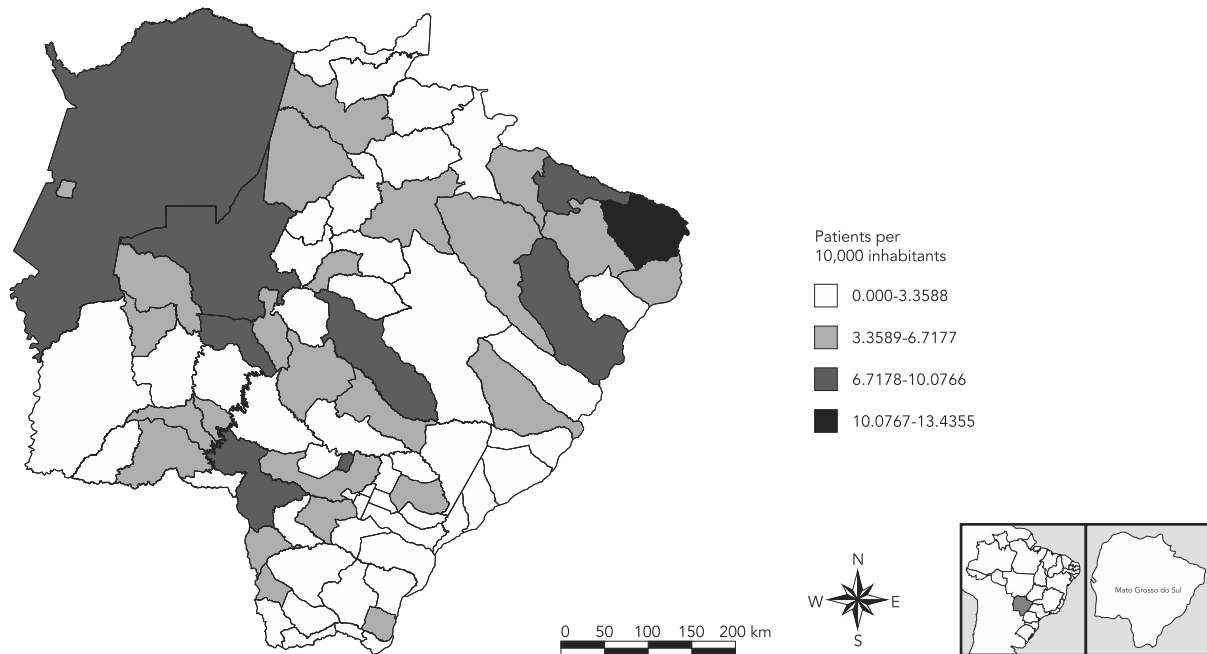 Patients per
10,000 inhabitants
0.000-3.3588
3.3589-6.7177
6.7178-10.0766
10.0767-13.4355
N
W E
S
0 50 100 150 200 km
Mato Grosso do Sul